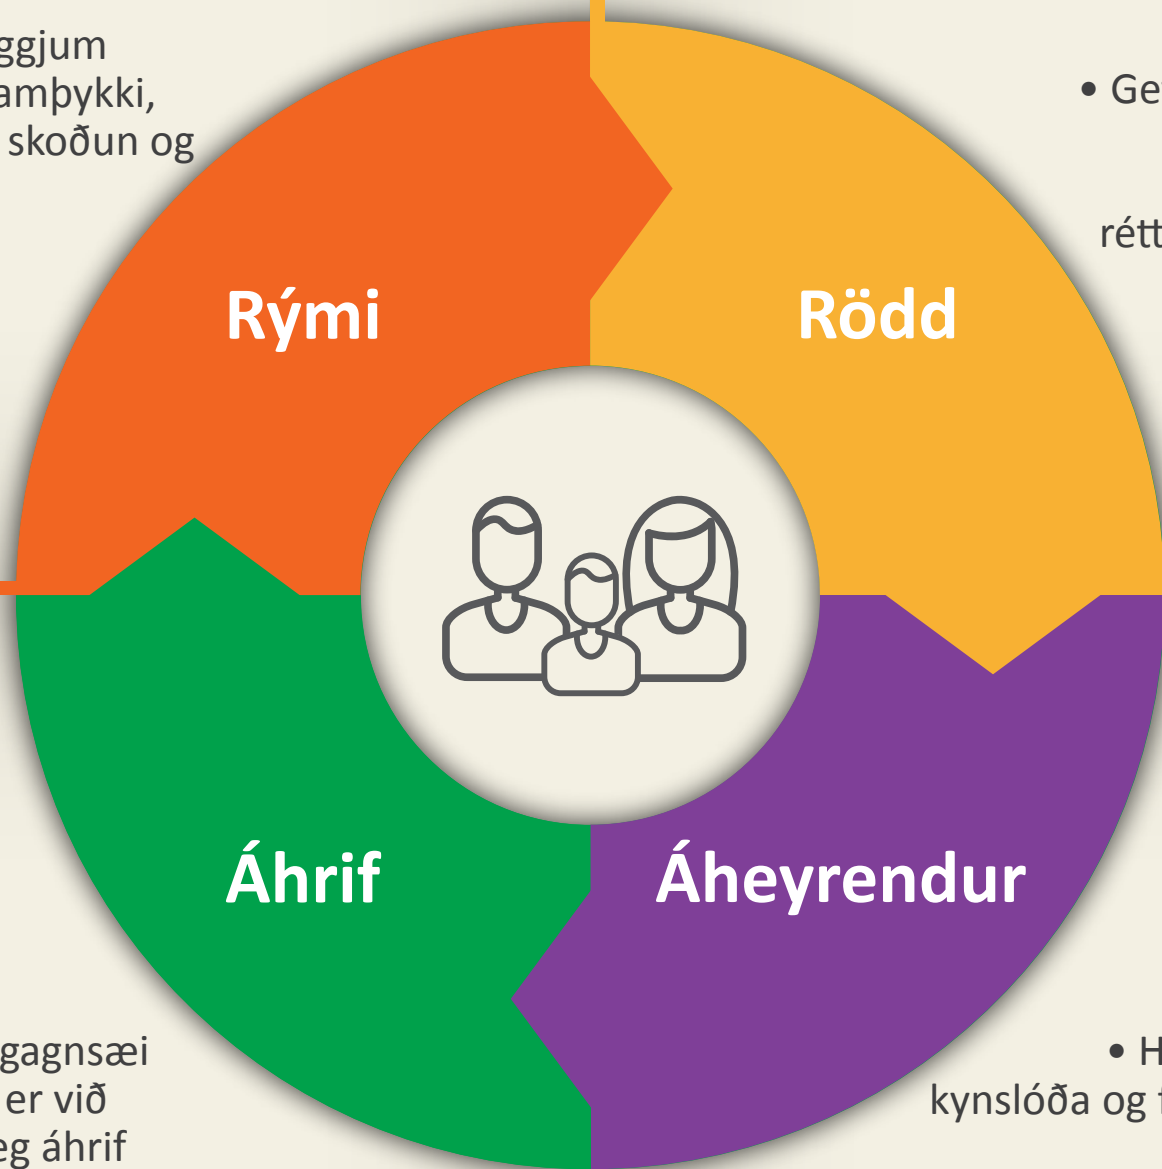 ggjum
amþykki,
skoðun og
• Ge
rétt
Rými
Rödd
Áhrif
Áheyrendur
gagnsæi
er við
eg áhrif
• H
kynslóða og f